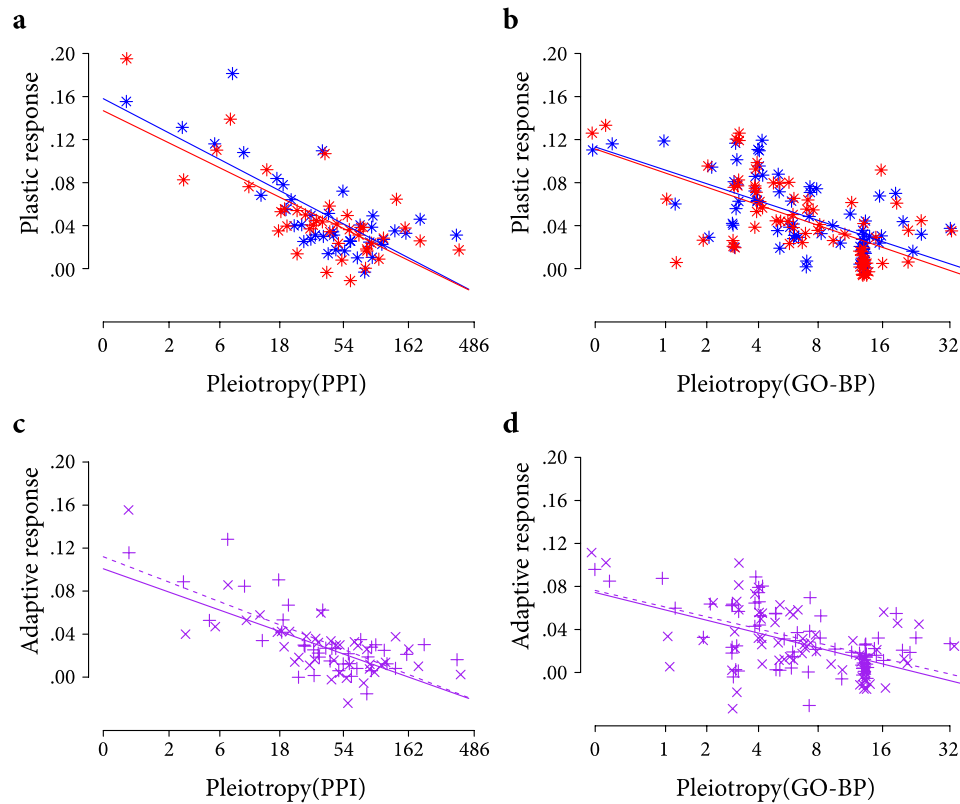 a
Plastic response
.20
.16
.12
.08
.04
.00
0 2 6 18 54 162 486
Pleiotropy(PPI)
b
Plastic response
.20
.16
.12
.08
.04
.00
0 1 2 4 8 16 32
Pleiotropy(GO-BP)
c
Adaptive response
.20
.16
.12
.08
.04
.00
0 2 6 18 54 162 486
Pleiotropy(PPI)
d
Adaptive response
.20
.16
.12
.08
.04
.00
0 1 2 4 8 16 32
Pleiotropy(GO-BP)